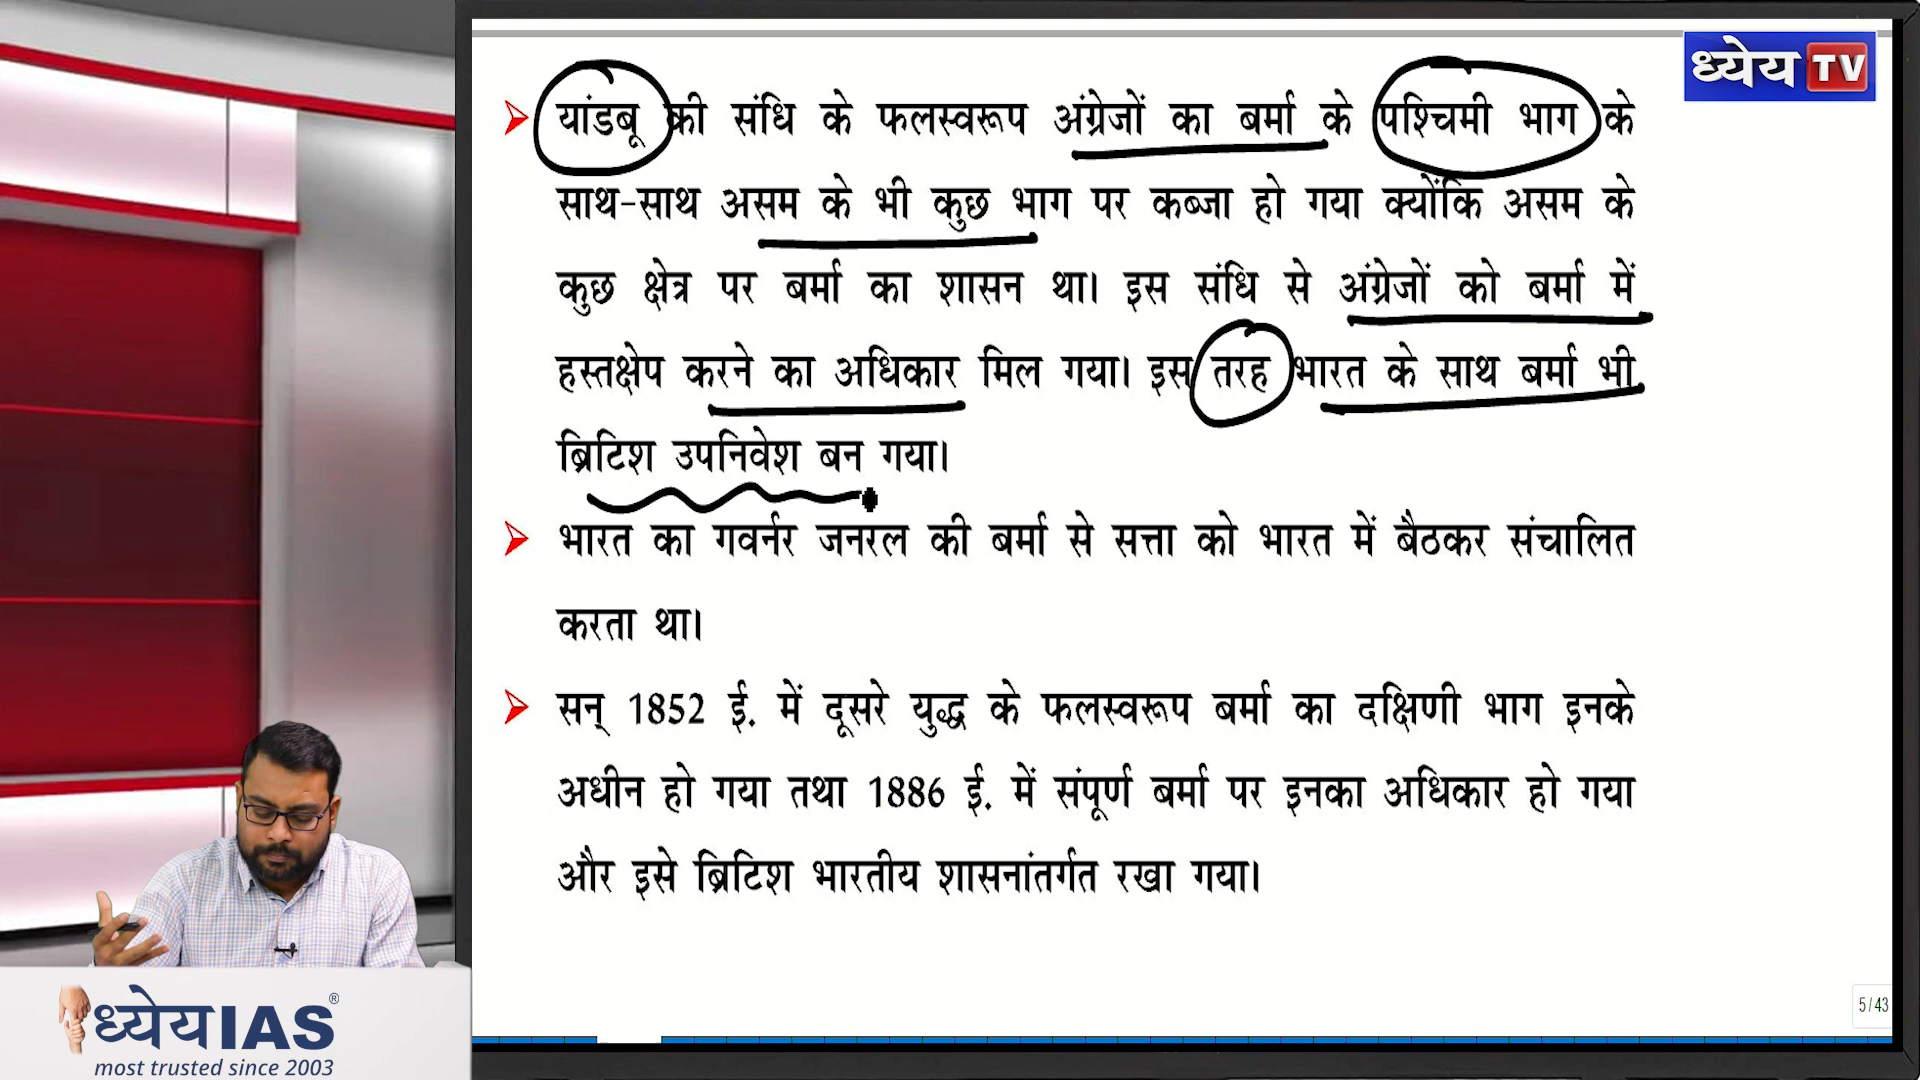 ध्येय TV
यांडबू की संधि के फलस्वरूप अंग्रेजों का बर्मा के पश्चिमी भाग के
साथ-साथ असम के भी कुछ भाग पर कब्जा हो गया क्योंकि असम के
कुछ क्षेत्र पर बर्मा का शासन था। इस संधि से अंग्रेजों को बर्मा में
हस्तक्षेप करने का अधिकार मिल गया। इस तरह भारत के साथ बर्मा भी
ब्रिटिश उपनिवेश बन गया।
भारत का गवर्नर जनरल की बर्मा से सत्ता को भारत में बैठकर संचालित
करता था।
सन् 1852 ई. में दूसरे युद्ध के फलस्वरूप बर्मा का दक्षिणी भाग इनके
अधीन हो गया तथा 1886 ई. में संपूर्ण बर्मा पर इनका अधिकार हो गया
और इसे ब्रिटिश भारतीय शासनांतर्गत रखा गया।
5/43
ध्येय IAS®
most trusted since 2003